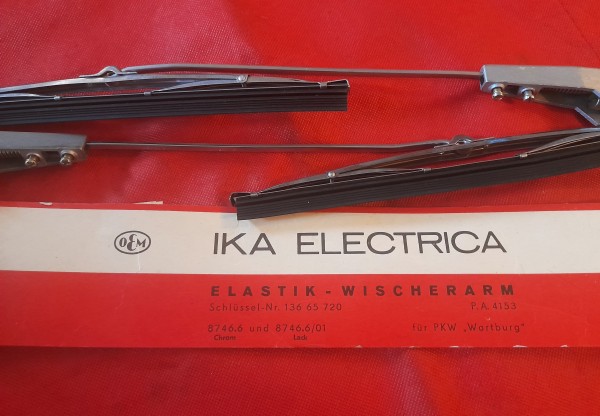 OEM IKA ELECTRICA
ELASTIK - WISCHERARM
Schlüssel-Nr. 136 65 720 P.A. 4153
8746.6 und 8746.6/01 für PKW „Wartburg"
Chrom Lack